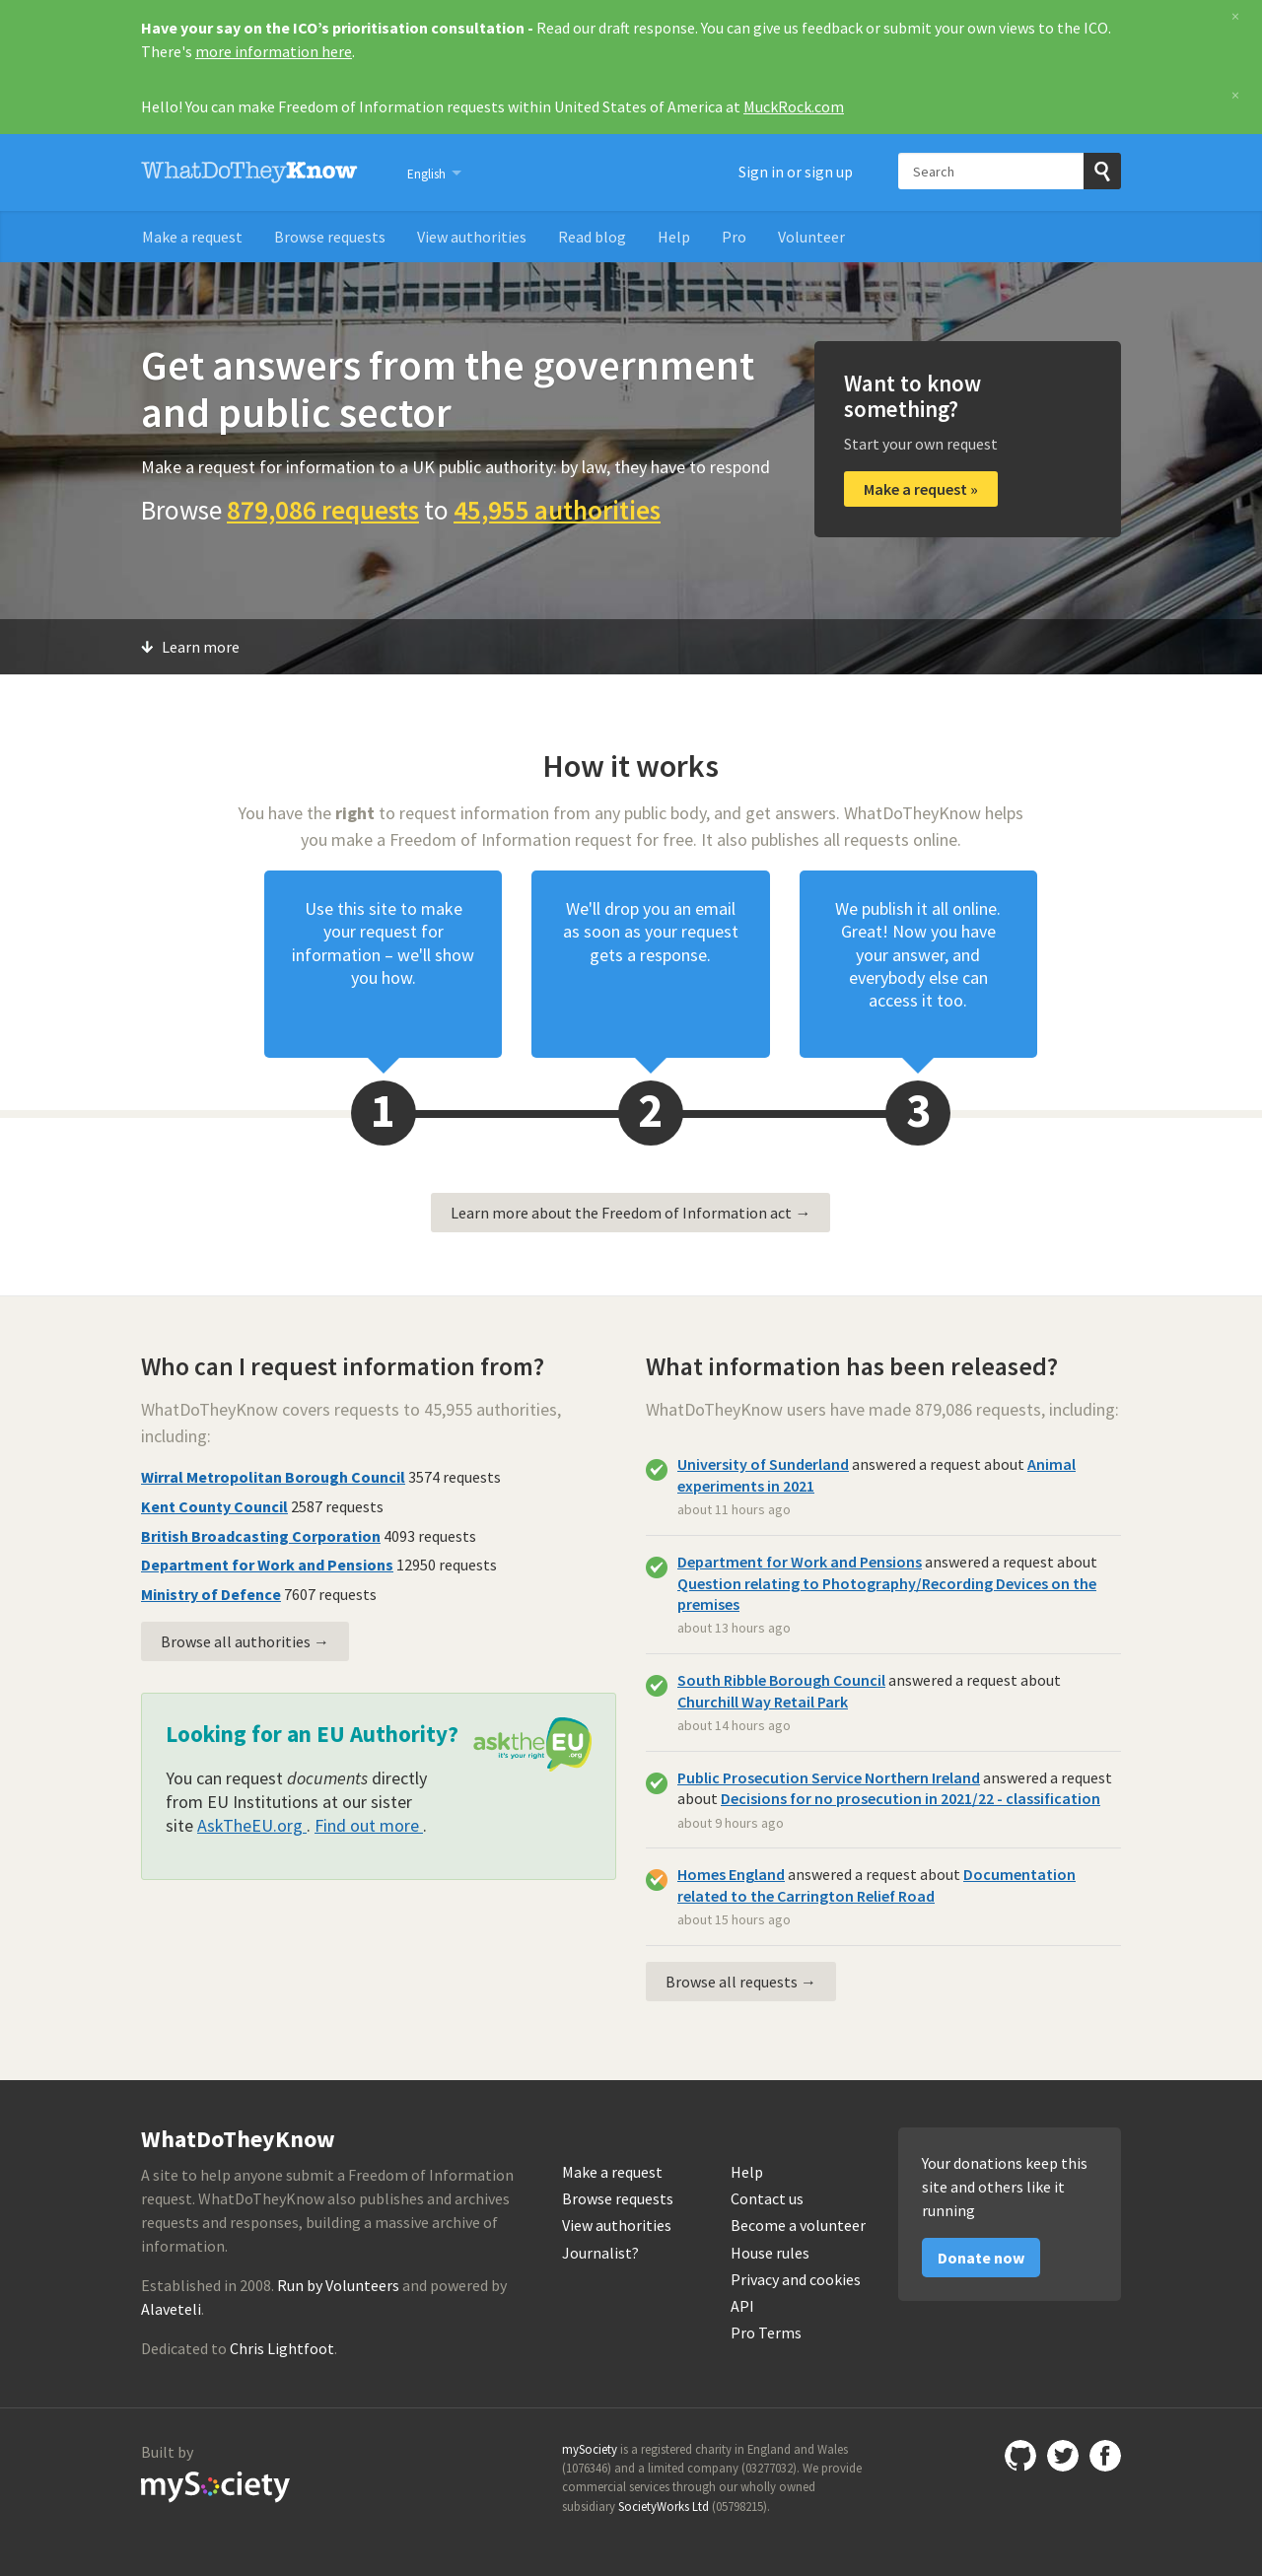 Have your say on the ICO’s prioritisation consultation - Read our draft response. You can give us feedback or submit your own views to the ICO.
There's more information here.
×
Hello! You can make Freedom of Information requests within United States of America at MuckRock.com
×
WhatDoTheyKnow
English
Sign in or sign up
Search
Make a request
Browse requests
View authorities
Read blog
Help
Pro
Volunteer
Get answers from the government
and public sector
Make a request for information to a UK public authority: by law, they have to respond
Browse 879,086 requests to 45,955 authorities
Want to know
something?
Start your own request
Make a request »
Learn more
How it works
You have the right to request information from any public body, and get answers. WhatDoTheyKnow helps
you make a Freedom of Information request for free. It also publishes all requests online.
Use this site to make
your request for
information – we'll show
you how.
We'll drop you an email
as soon as your request
gets a response.
We publish it all online.
Great! Now you have
your answer, and
everybody else can
access it too.
1
2
3
Learn more about the Freedom of Information act →
Who can I request information from?
WhatDoTheyKnow covers requests to 45,955 authorities,
including:
Wirral Metropolitan Borough Council 3574 requests
Kent County Council 2587 requests
British Broadcasting Corporation 4093 requests
Department for Work and Pensions 12950 requests
Ministry of Defence 7607 requests
Browse all authorities →
Looking for an EU Authority?
asktheEU.org
it's your right
You can request documents directly
from EU Institutions at our sister
site AskTheEU.org . Find out more .
What information has been released?
WhatDoTheyKnow users have made 879,086 requests, including:
University of Sunderland answered a request about Animal
experiments in 2021
about 11 hours ago
Department for Work and Pensions answered a request about
Question relating to Photography/Recording Devices on the
premises
about 13 hours ago
South Ribble Borough Council answered a request about
Churchill Way Retail Park
about 14 hours ago
Public Prosecution Service Northern Ireland answered a request
about Decisions for no prosecution in 2021/22 - classification
about 9 hours ago
Homes England answered a request about Documentation
related to the Carrington Relief Road
about 15 hours ago
Browse all requests →
WhatDoTheyKnow
A site to help anyone submit a Freedom of Information
request. WhatDoTheyKnow also publishes and archives
requests and responses, building a massive archive of
information.
Established in 2008. Run by Volunteers and powered by
Alaveteli.
Dedicated to Chris Lightfoot.
Make a request
Browse requests
View authorities
Journalist?
Help
Contact us
Become a volunteer
House rules
Privacy and cookies
API
Pro Terms
Your donations keep this
site and others like it
running
Donate now
Built by
mySociety
mySociety is a registered charity in England and Wales
(1076346) and a limited company (03277032). We provide
commercial services through our wholly owned
subsidiary SocietyWorks Ltd (05798215).